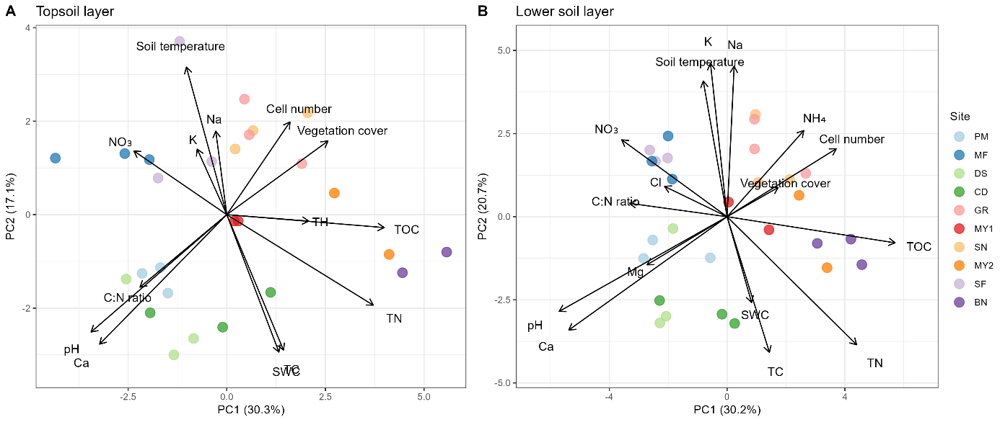 A Topsoil layer
4
2
0
-2
PC2 (17.1%)
Soil temperature
Cell number
Na
Vegetation cover
K
NO₃
TH
TOC
C:N ratio
TN
pH
Ca
SWC
TC
-2.5 0.0 2.5 5.0
PC1 (30.3%)
B Lower soil layer
5.0
2.5
0.0
-2.5
-5.0
PC2 (20.7%)
K
Na
Soil temperature
NH₄
NO₃
Cell number
Cl
Vegetation cover
C:N ratio
TOC
Mg
SWC
pH
Ca
TN
TC
-4 0 4
PC1 (30.2%)
Site
PM
MF
DS
CD
GR
MY1
SN
MY2
SF
BN